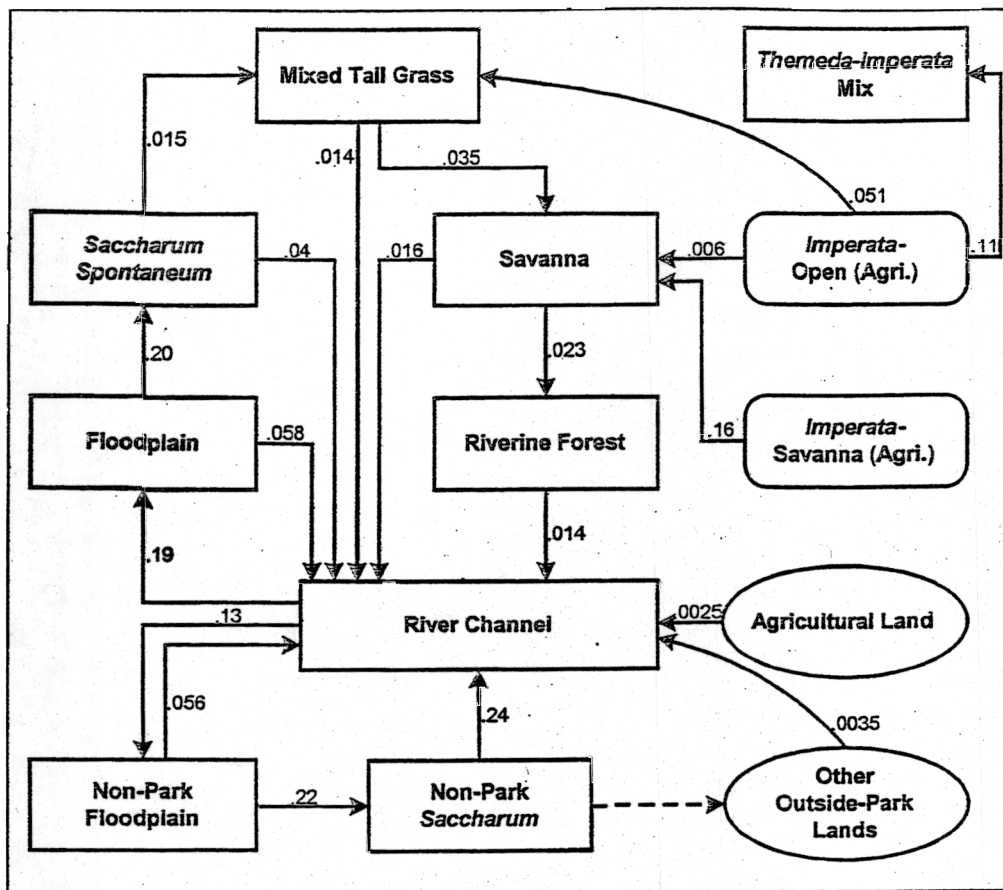 Mixed Tall Grass
Themeda-Imperata
Mix
.015
.014
.035
.051
Saccharum
Spontaneum
.04
.016
Savanna
.006
Imperata-
Open (Agri.)
.11
.20
.023
Floodplain
.058
Riverine Forest
.16
Imperata-
Savanna (Agri.)
.19
.014
.13
River Channel
.0025
Agricultural Land
.056
.24
.0035
Non-Park
Floodplain
.22
Non-Park
Saccharum
Other
Outside-Park
Lands